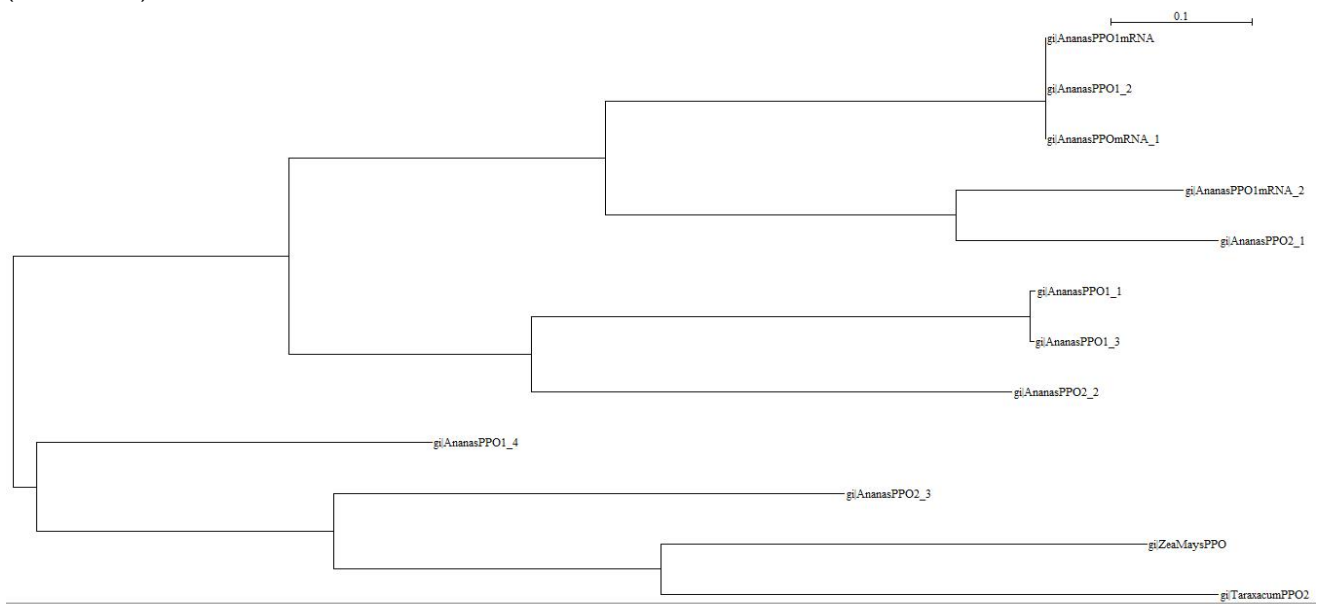 0.1
gi|AnanasPPO1mRNA
gi|AnanasPPO1_2
gi|AnanasPPOmRNA_1
gi|AnanasPPO1mRNA_2
gi|AnanasPPO2_1
gi|AnanasPPO1_1
gi|AnanasPPO1_3
gi|AnanasPPO2_2
gi|AnanasPPO1_4
gi|AnanasPPO2_3
gi|ZeaMaysPPO
gi|TaraxacumPPO2